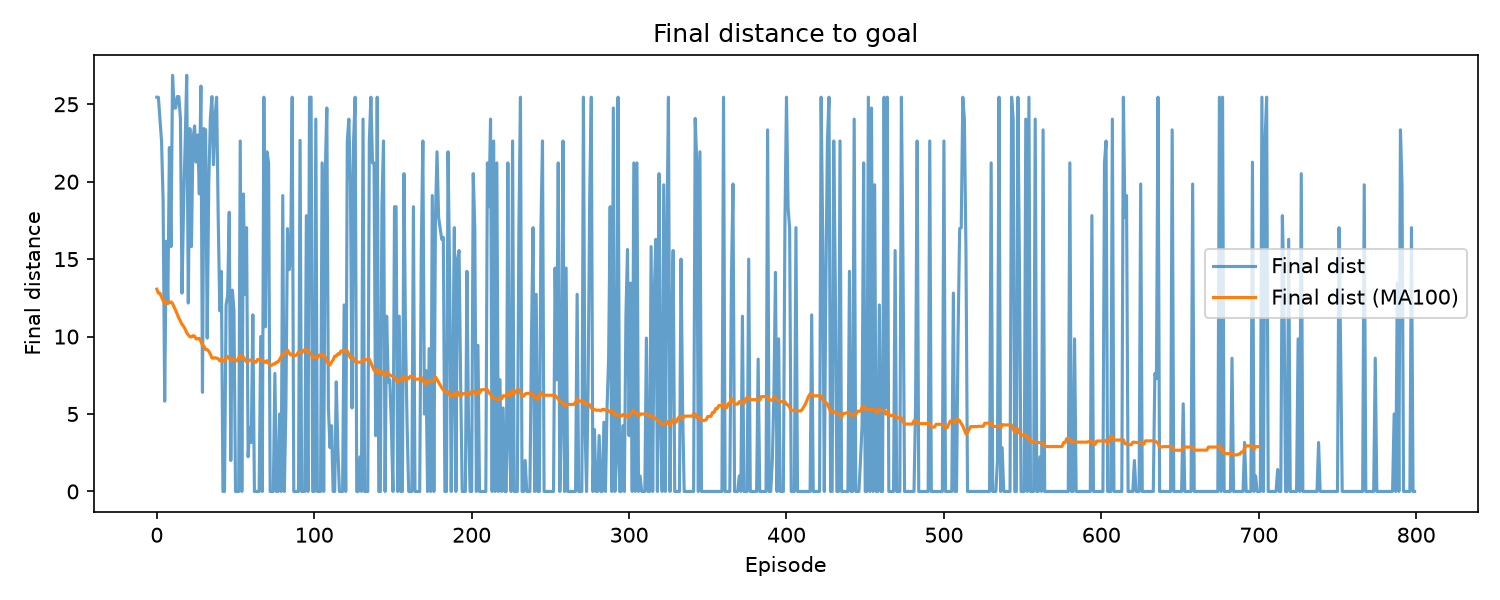 Final distance to goal
Final distance
25
20
15
10
5
0
Final dist
Final dist (MA100)
0 100 200 300 400 500 600 700 800
Episode